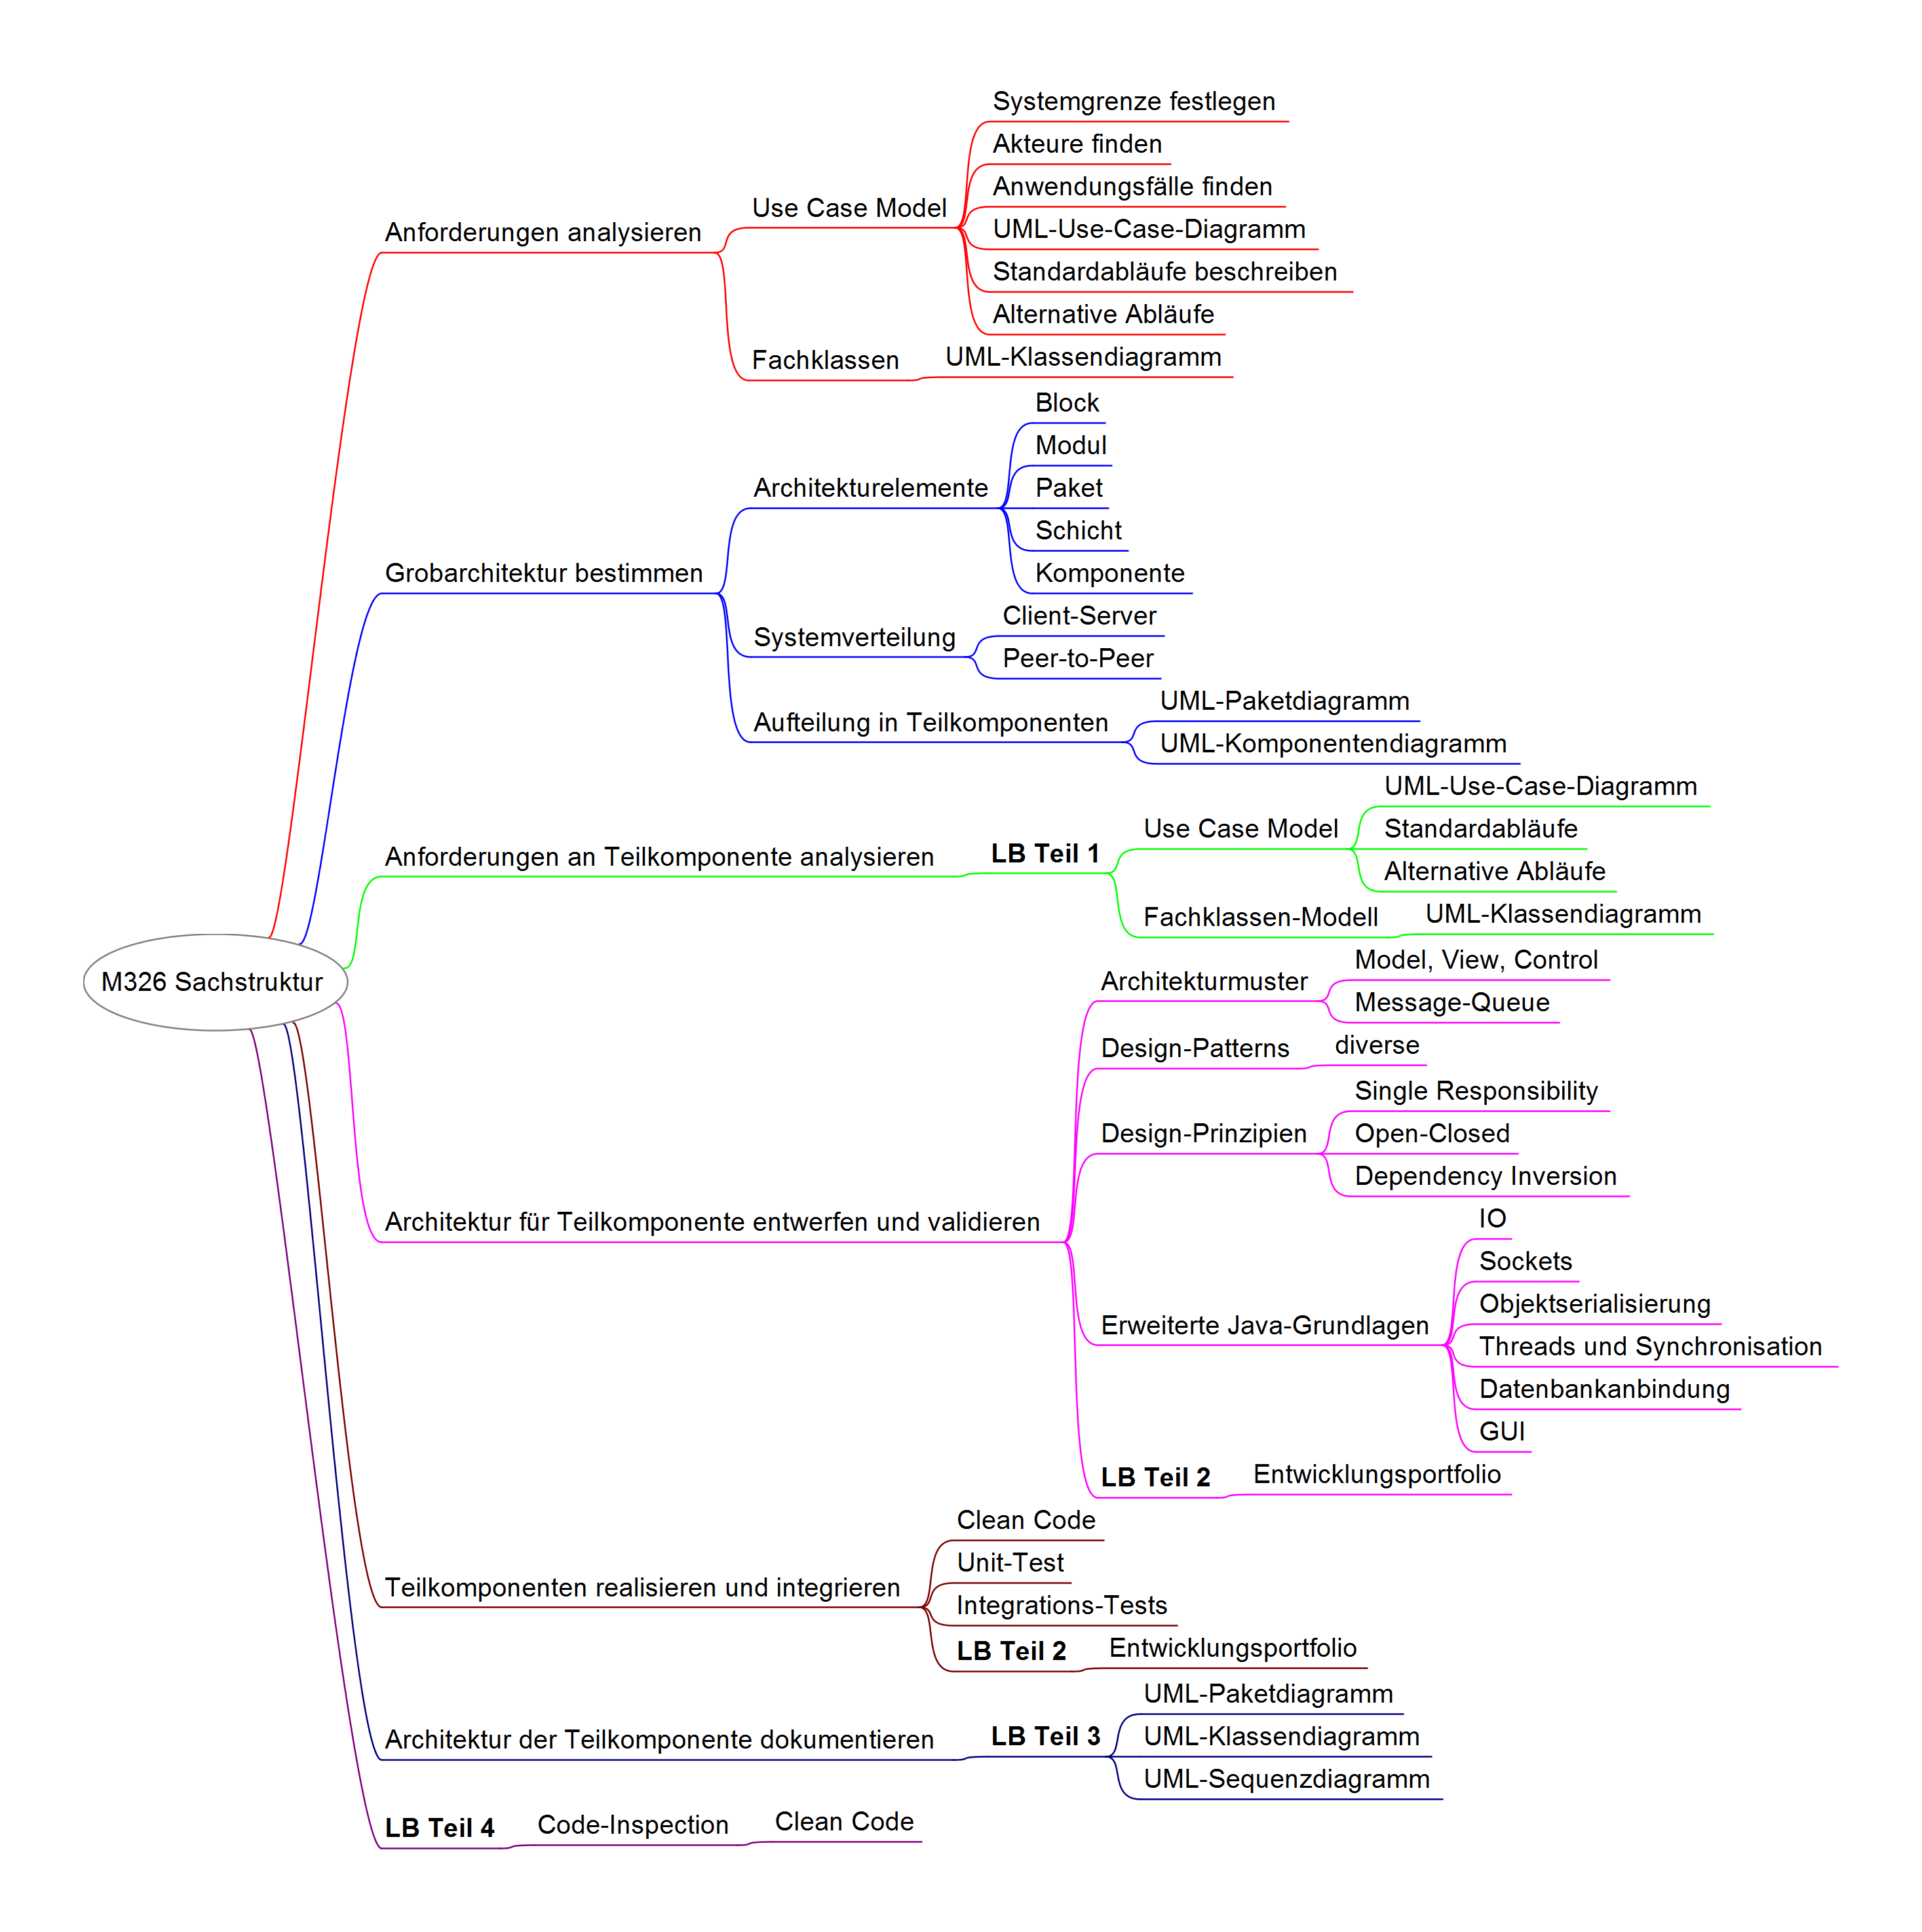 M326 Sachstruktur
Anforderungen analysieren
Use Case Model
Systemgrenze festlegen
Akteure finden
Anwendungsfälle finden
UML-Use-Case-Diagramm
Standardabläufe beschreiben
Alternative Abläufe
Fachklassen
UML-Klassendiagramm
Grobarchitektur bestimmen
Architekturelemente
Block
Modul
Paket
Schicht
Komponente
Systemverteilung
Client-Server
Peer-to-Peer
Aufteilung in Teilkomponenten
UML-Paketdiagramm
UML-Komponentendiagramm
Anforderungen an Teilkomponente analysieren
LB Teil 1
Use Case Model
UML-Use-Case-Diagramm
Standardabläufe
Alternative Abläufe
Fachklassen-Modell
UML-Klassendiagramm
Architektur für Teilkomponente entwerfen und validieren
Architekturmuster
Model, View, Control
Message-Queue
Design-Patterns
diverse
Design-Prinzipien
Single Responsibility
Open-Closed
Dependency Inversion
Erweiterte Java-Grundlagen
IO
Sockets
Objektserialisierung
Threads und Synchronisation
Datenbankanbindung
GUI
LB Teil 2
Entwicklungsportfolio
Teilkomponenten realisieren und integrieren
Clean Code
Unit-Test
Integrations-Tests
LB Teil 2
Entwicklungsportfolio
Architektur der Teilkomponente dokumentieren
LB Teil 3
UML-Paketdiagramm
UML-Klassendiagramm
UML-Sequenzdiagramm
LB Teil 4
Code-Inspection
Clean Code